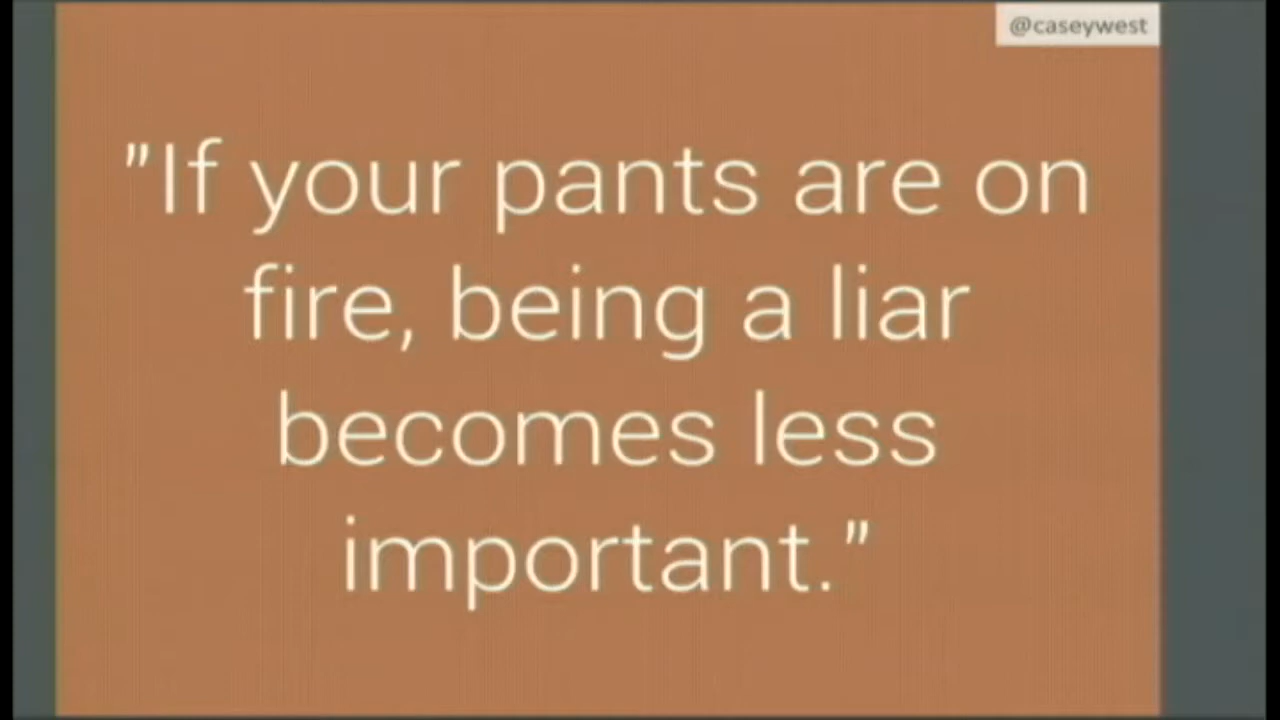 @caseywest
"If your pants are on
fire, being a liar
becomes less
important."